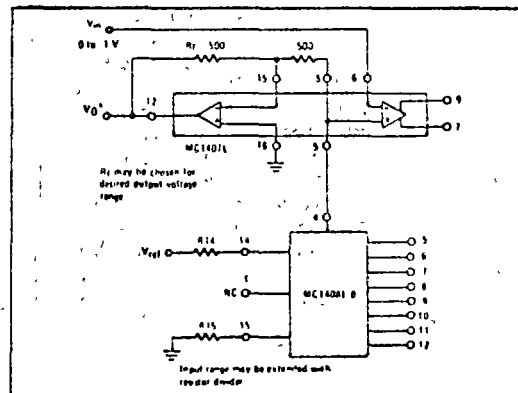 Vin
0 to 1 V
Rf 500
500
15
5
6
9
7
VO
12
MC1407L
16
5
Rf may be chosen for
desired output voltage
range
4
Vref
R14
14
NC
5
6
7
8
9
10
11
12
R15
15
Input range may be extended with
resistor divider